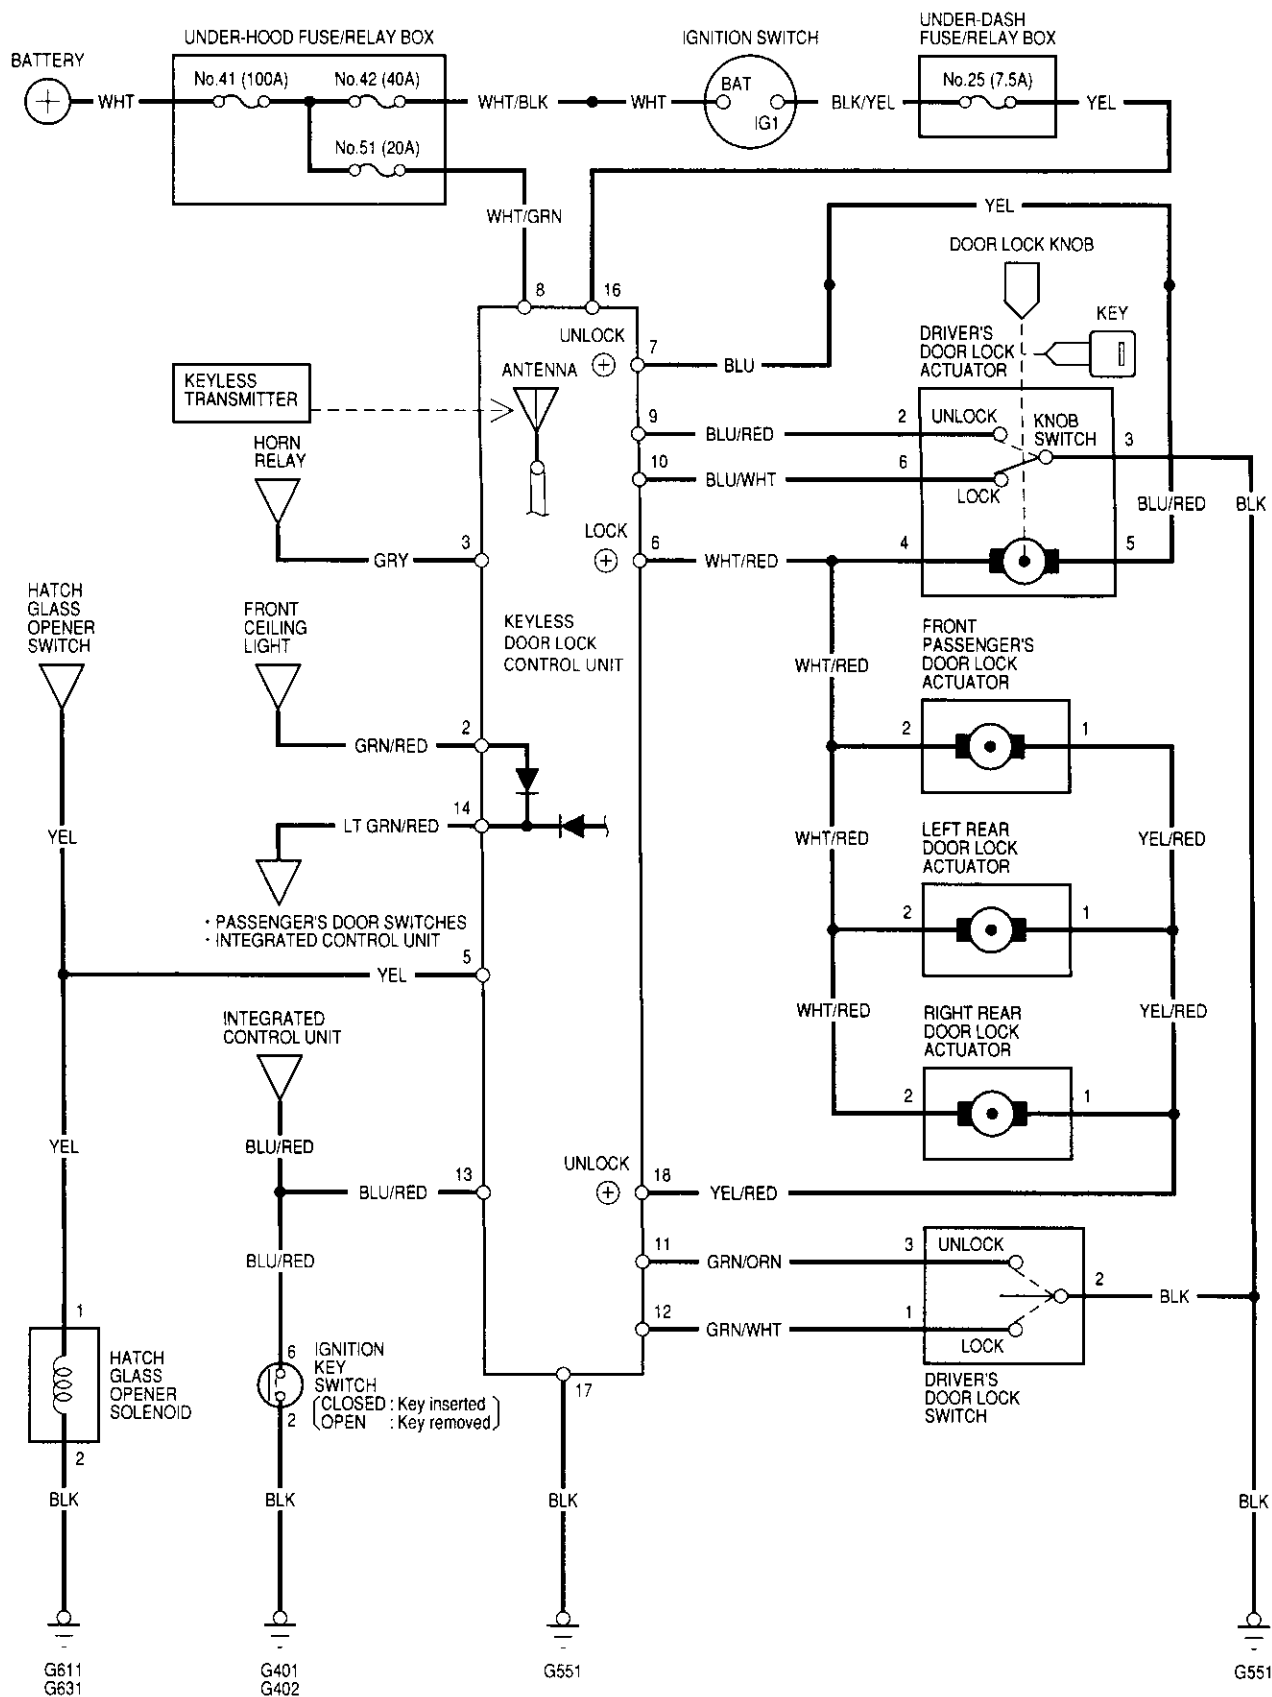 UNDER-HOOD FUSE/RELAY BOX
IGNITION SWITCH
UNDER-DASH
FUSE/RELAY BOX
BATTERY
No.41 (100A)
No.42 (40A)
BAT
No.25 (7.5A)
WHT
WHT/BLK
WHT
BLK/YEL
YEL
IG1
No.51 (20A)
WHT/GRN
YEL
DOOR LOCK KNOB
8
16
KEY
UNLOCK
7
DRIVER'S
DOOR LOCK
ACTUATOR
BLU
ANTENNA
KEYLESS
TRANSMITTER
9
BLU/RED
2
UNLOCK
KNOB
SWITCH
3
HORN
RELAY
10
BLU/WHT
6
LOCK
BLU/RED
BLK
LOCK
3
GRY
6
WHT/RED
4
5
HATCH
GLASS
OPENER
SWITCH
FRONT
CEILING
LIGHT
KEYLESS
DOOR LOCK
CONTROL UNIT
FRONT
PASSENGER'S
DOOR LOCK
ACTUATOR
WHT/RED
2
GRN/RED
2
1
14
LT GRN/RED
YEL
WHT/RED
LEFT REAR
DOOR LOCK
ACTUATOR
YEL/RED
2
1
• PASSENGER'S DOOR SWITCHES
• INTEGRATED CONTROL UNIT
5
YEL
INTEGRATED
CONTROL UNIT
WHT/RED
RIGHT REAR
DOOR LOCK
ACTUATOR
YEL/RED
2
1
YEL
BLU/RED
UNLOCK
13
BLU/RED
18
YEL/RED
BLU/RED
11
GRN/ORN
3
UNLOCK
2
BLK
12
GRN/WHT
1
LOCK
1
HATCH
GLASS
OPENER
SOLENOID
2
6
IGNITION
KEY
SWITCH
CLOSED : Key inserted
OPEN : Key removed
2
17
DRIVER'S
DOOR LOCK
SWITCH
BLK
BLK
BLK
BLK
G611
G631
G401
G402
G551
G551